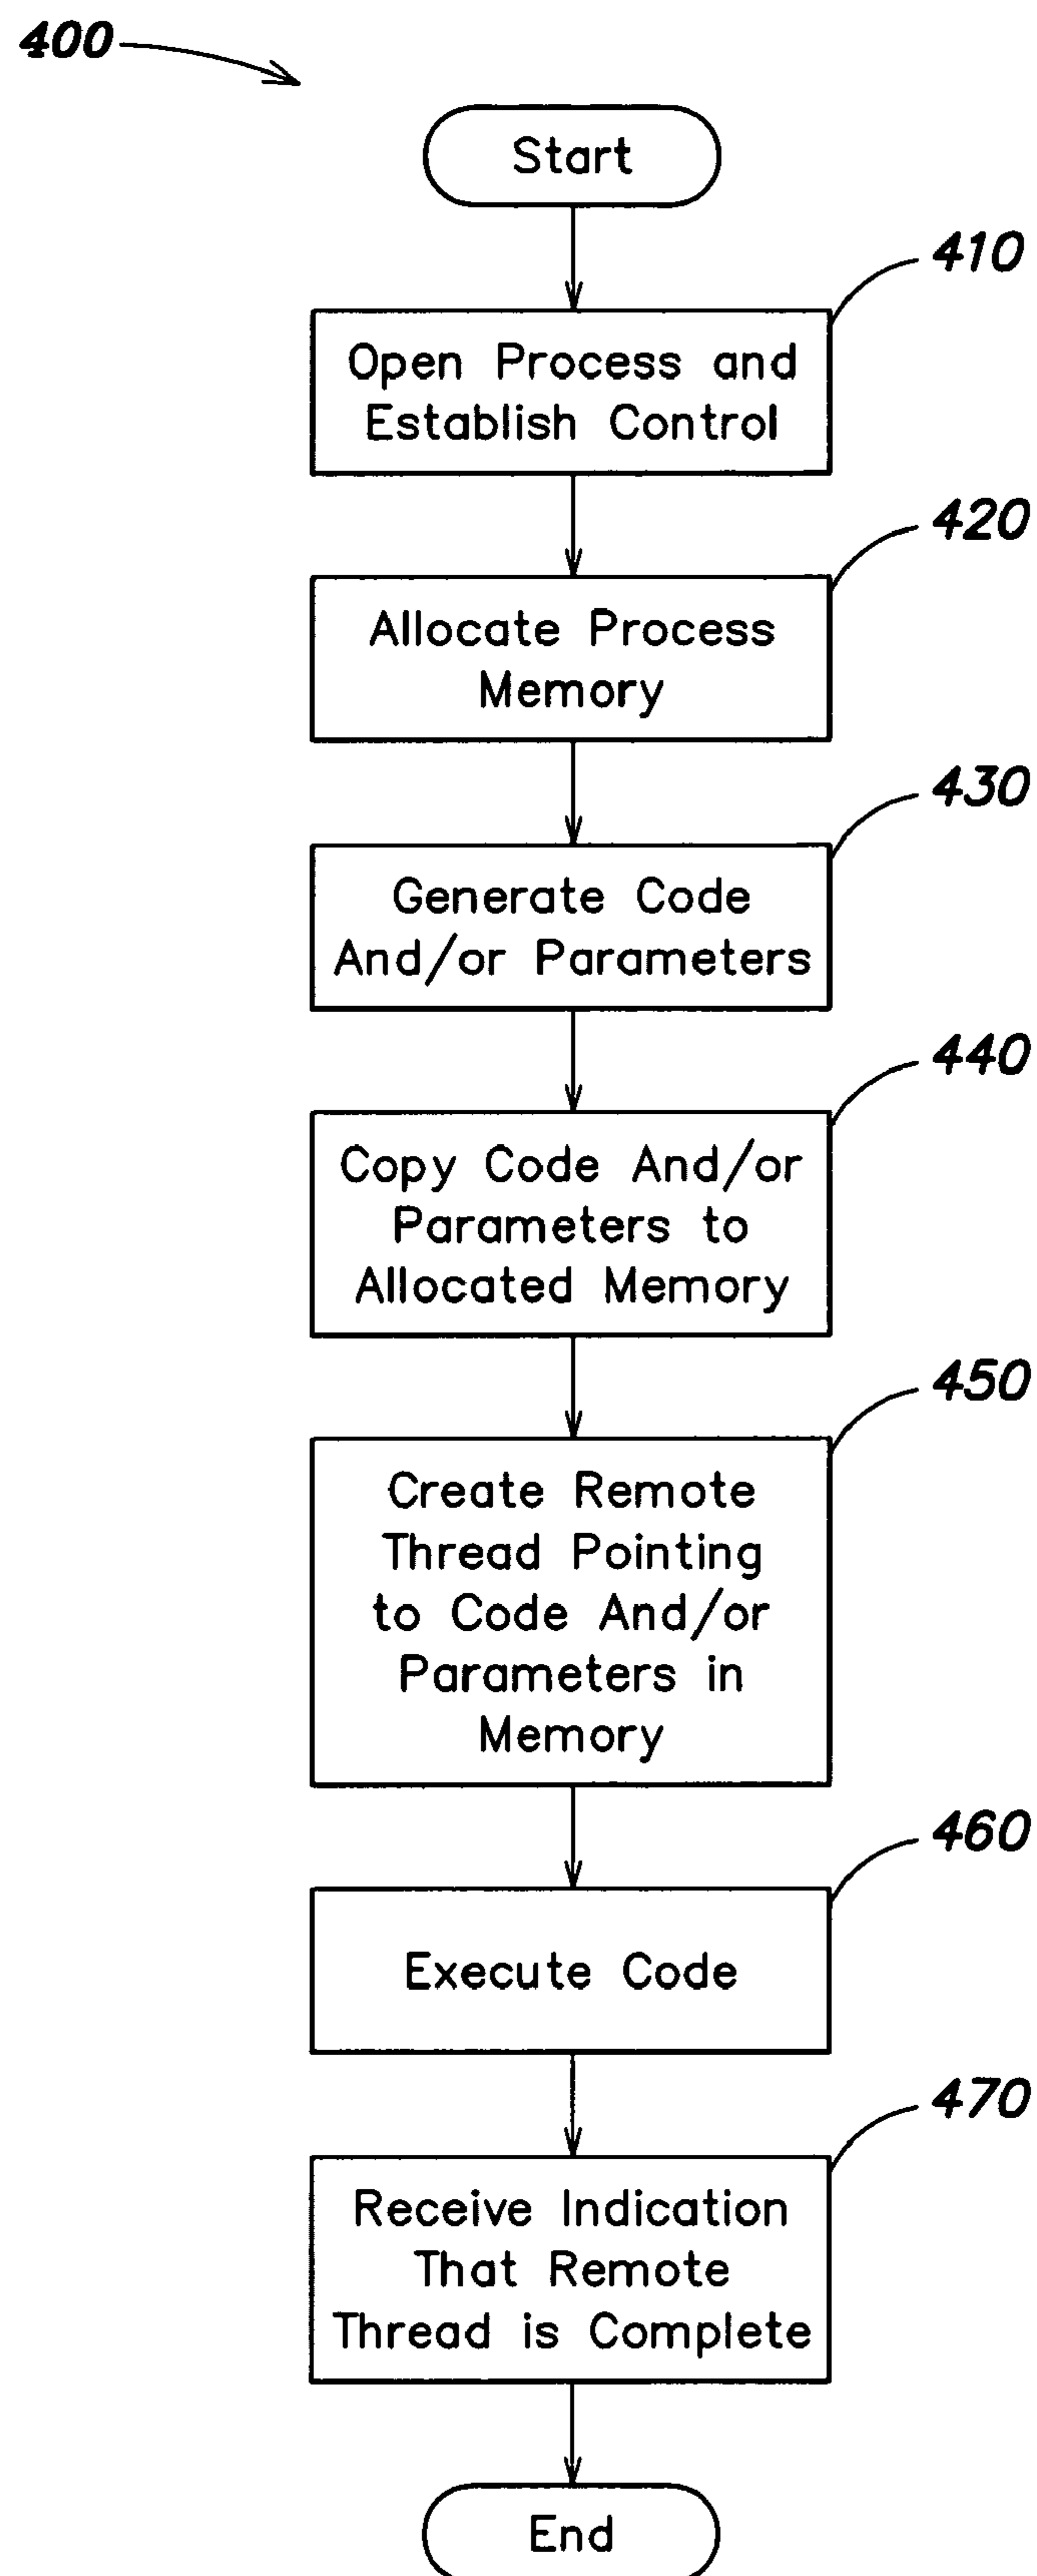 400
Start
410
Open Process and
Establish Control
420
Allocate Process
Memory
430
Generate Code
And/or Parameters
440
Copy Code And/or
Parameters to
Allocated Memory
450
Create Remote
Thread Pointing
to Code And/or
Parameters in
Memory
460
Execute Code
470
Receive Indication
That Remote
Thread is Complete
End